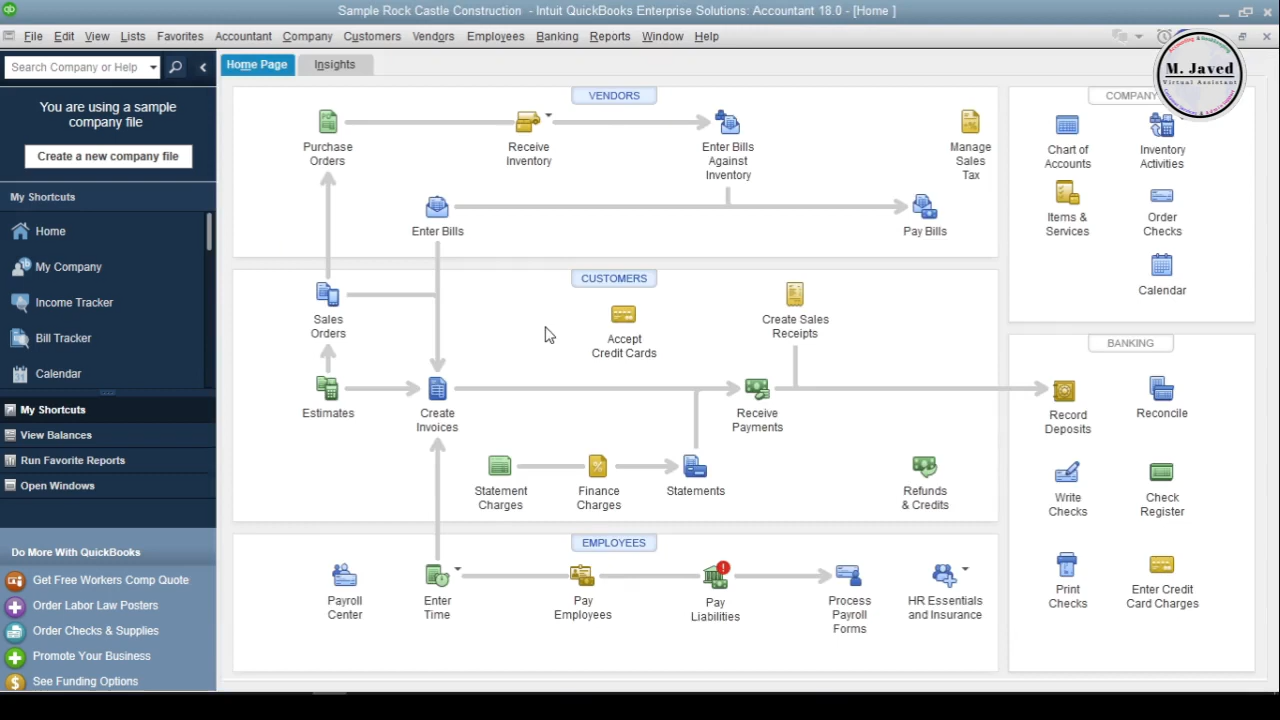 Sample Rock Castle Construction - Intuit QuickBooks Enterprise Solutions: Accountant 18.0 - [Home ]
File Edit View Lists Favorites Accountant Company Customers Vendors Employees Banking Reports Window Help
Search Company or Help
You are using a sample
company file
Create a new company file
My Shortcuts
Home
My Company
Income Tracker
Bill Tracker
Calendar
My Shortcuts
View Balances
Run Favorite Reports
Open Windows
Do More With QuickBooks
Get Free Workers Comp Quote
Order Labor Law Posters
Order Checks & Supplies
Promote Your Business
See Funding Options
Home Page
Insights
VENDORS
Purchase
Orders
Receive
Inventory
Enter Bills
Against
Inventory
Manage
Sales
Tax
Enter Bills
Pay Bills
CUSTOMERS
Sales
Orders
Accept
Credit Cards
Create Sales
Receipts
Estimates
Create
Invoices
Receive
Payments
Statement
Charges
Finance
Charges
Statements
Refunds
& Credits
EMPLOYEES
Payroll
Center
Enter
Time
Pay
Employees
Pay
Liabilities
Process
Payroll
Forms
HR Essentials
and Insurance
COMPANY
Chart of
Accounts
Inventory
Activities
Items &
Services
Order
Checks
Calendar
BANKING
Record
Deposits
Reconcile
Write
Checks
Check
Register
Print
Checks
Enter Credit
Card Charges
M. Javed
Virtual Assistant